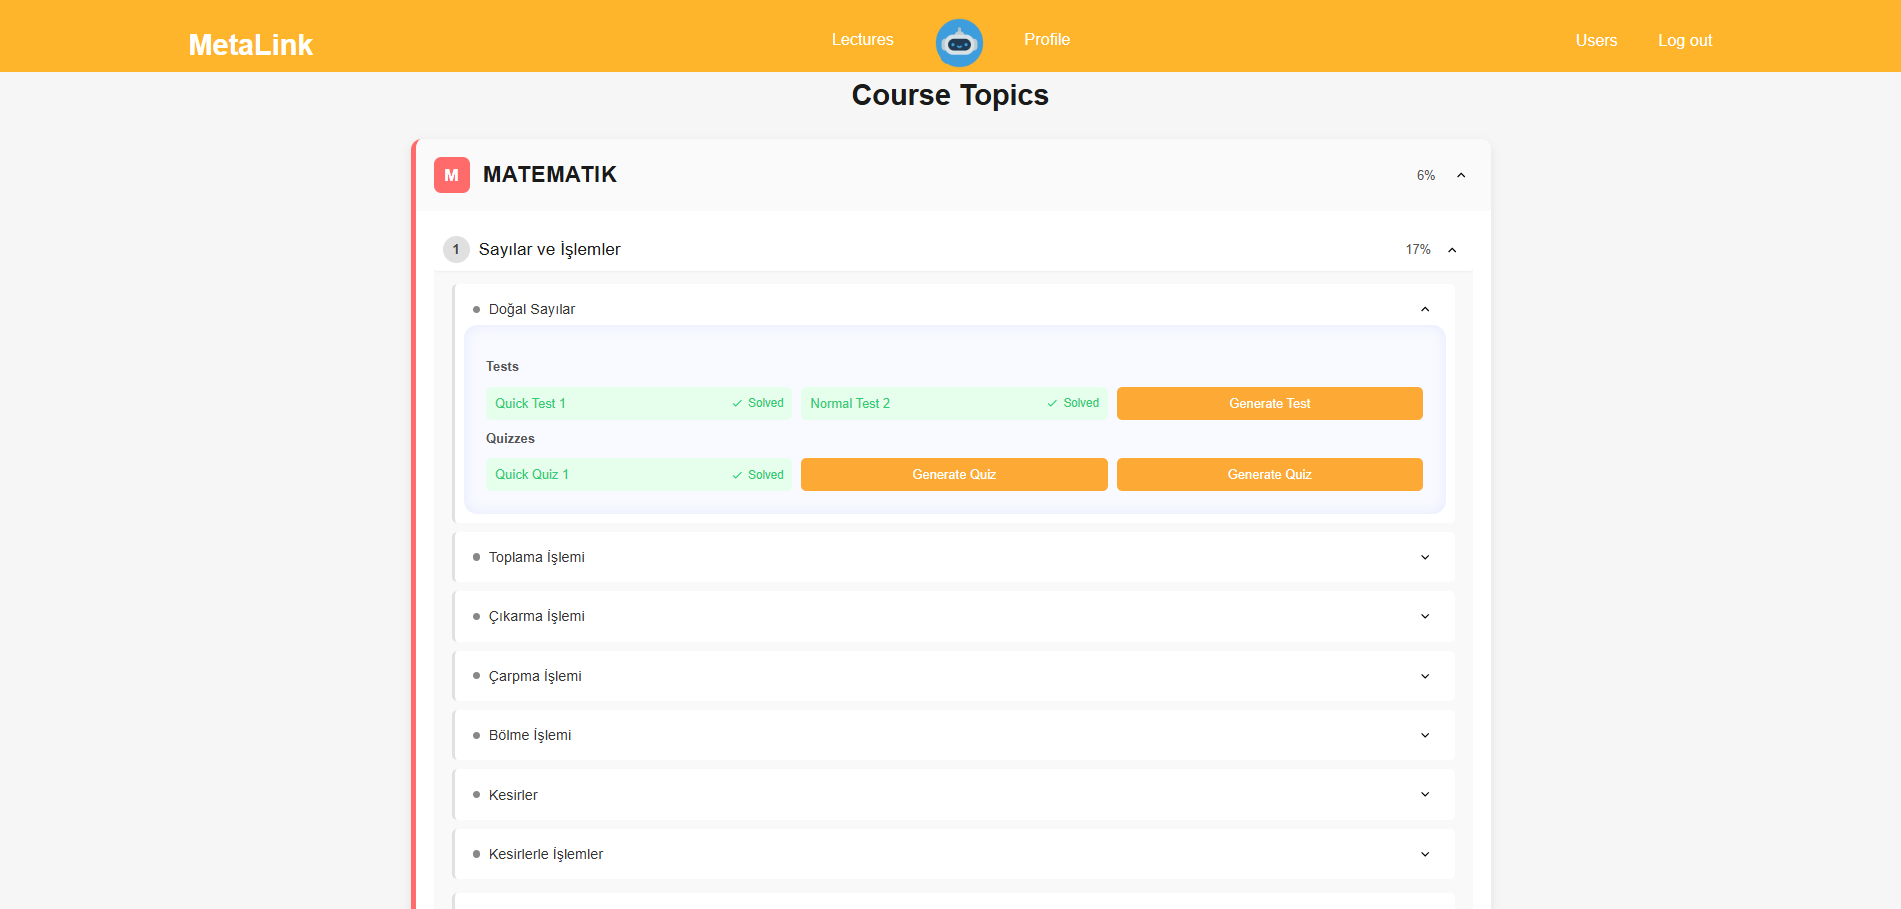 MetaLink
Lectures
Profile
Users
Log out
Course Topics
M MATEMATIK 6%
1 Sayılar ve İşlemler 17%
Doğal Sayılar
Tests
Quick Test 1 Solved Normal Test 2 Solved Generate Test
Quizzes
Quick Quiz 1 Solved Generate Quiz Generate Quiz
Toplama İşlemi
Çıkarma İşlemi
Çarpma İşlemi
Bölme İşlemi
Kesirler
Kesirlerle İşlemler